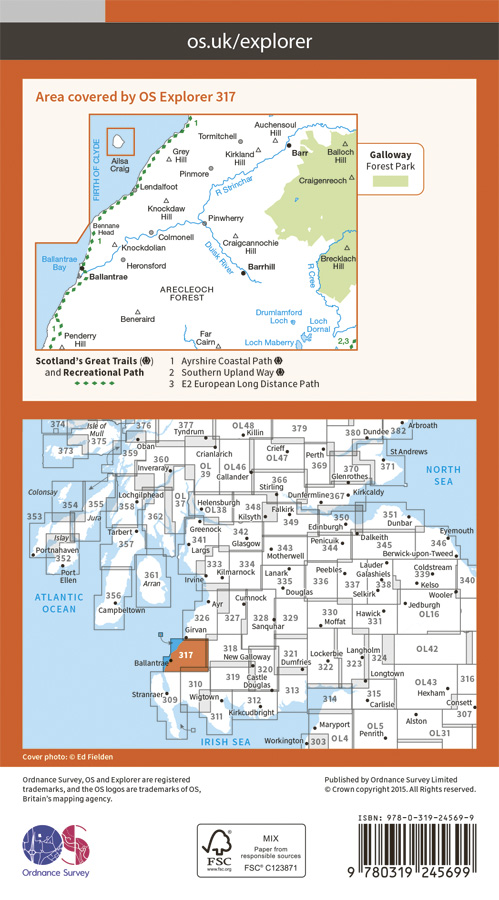 os.uk/explorer
Area covered by OS Explorer 317
FIRTH OF CLYDE
Ailsa
Craig
1
Auchensoul
Hill
Tormitchell
Grey
Hill
Kirkland
Hill
Barr
Balloch
Hill
Pinmore
Craigenreoch
Lendalfoot
R Stinchar
Knockdaw
Hill
Pinwherry
Bennane
Head
1
Colmonell
Knockdolian
Craigcannochie
Hill
Duisk River
Brecklach
Hill
Ballantrae
Bay
Heronsford
Ballantrae
Barrhill
R Cree
ARECLEOCH
FOREST
Beneraird
Drumlamford
Loch
Loch
Dornal
Penderry
Hill
1
Far
Cairn
Loch Maberry
2,3
Galloway
Forest Park
Scotland's Great Trails ( )
and Recreational Path
1 Ayrshire Coastal Path
2 Southern Upland Way
3 E2 European Long Distance Path
374
Isle of
Mull
375
373
376
377
Tyndrum
OL48
Killin
379
380
Dundee
382
Arbroath
Oban
359
360
Inveraray
Crianlarich
OL
39
OL46
Callander
Crieff
OL47
Perth
369
St Andrews
371
370
Glenrothes
NORTH
SEA
Colonsay
354
355
Jura
353
Lochgilphead
358
362
OL
37
Helensburgh
OL38
366
Stirling
Dunfermline
367
Kirkcaldy
348
Kilsyth
Falkirk
349
350
Edinburgh
351
Dunbar
Islay
Portnahaven
352
Port
Ellen
Tarbert
357
Greenock
341
Largs
342
Glasgow
343
Motherwell
Penicuik
344
Dalkeith
345
Eyemouth
346
Berwick-upon-Tweed
ATLANTIC
OCEAN
356
Campbeltown
361
Arran
Irvine
333
334
Kilmarnock
Lanark
335
Douglas
336
Peebles
337
Lauder
Galashiels
338
Selkirk
Coldstream
339
Kelso
340
Wooler
Ayr
326
Cumnock
327
328
Sanquhar
329
330
Moffat
Hawick
331
Jedburgh
OL16
Girvan
317
Ballantrae
318
New Galloway
319
320
Castle
Douglas
321
Dumfries
Lockerbie
322
Langholm
323
324
OL42
Longtown
Stranraer
309
310
Wigtown
311
312
Kirkcudbright
313
314
315
Carlisle
OL43
Hexham
316
Consett
307
Alston
OL31
Maryport
Workington
303
OL4
OL5
Penrith
IRISH SEA
Cover photo: © Ed Fielden
Ordnance Survey, OS and Explorer are registered
trademarks, and the OS logos are trademarks of OS,
Britain's mapping agency.
Published by Ordnance Survey Limited
© Crown copyright 2015. All Rights reserved.
OS
Ordnance Survey
FSC
www.fsc.org
MIX
Paper from
responsible sources
FSC® C123871
ISBN: 978-0-319-24569-9
9 780319 245699